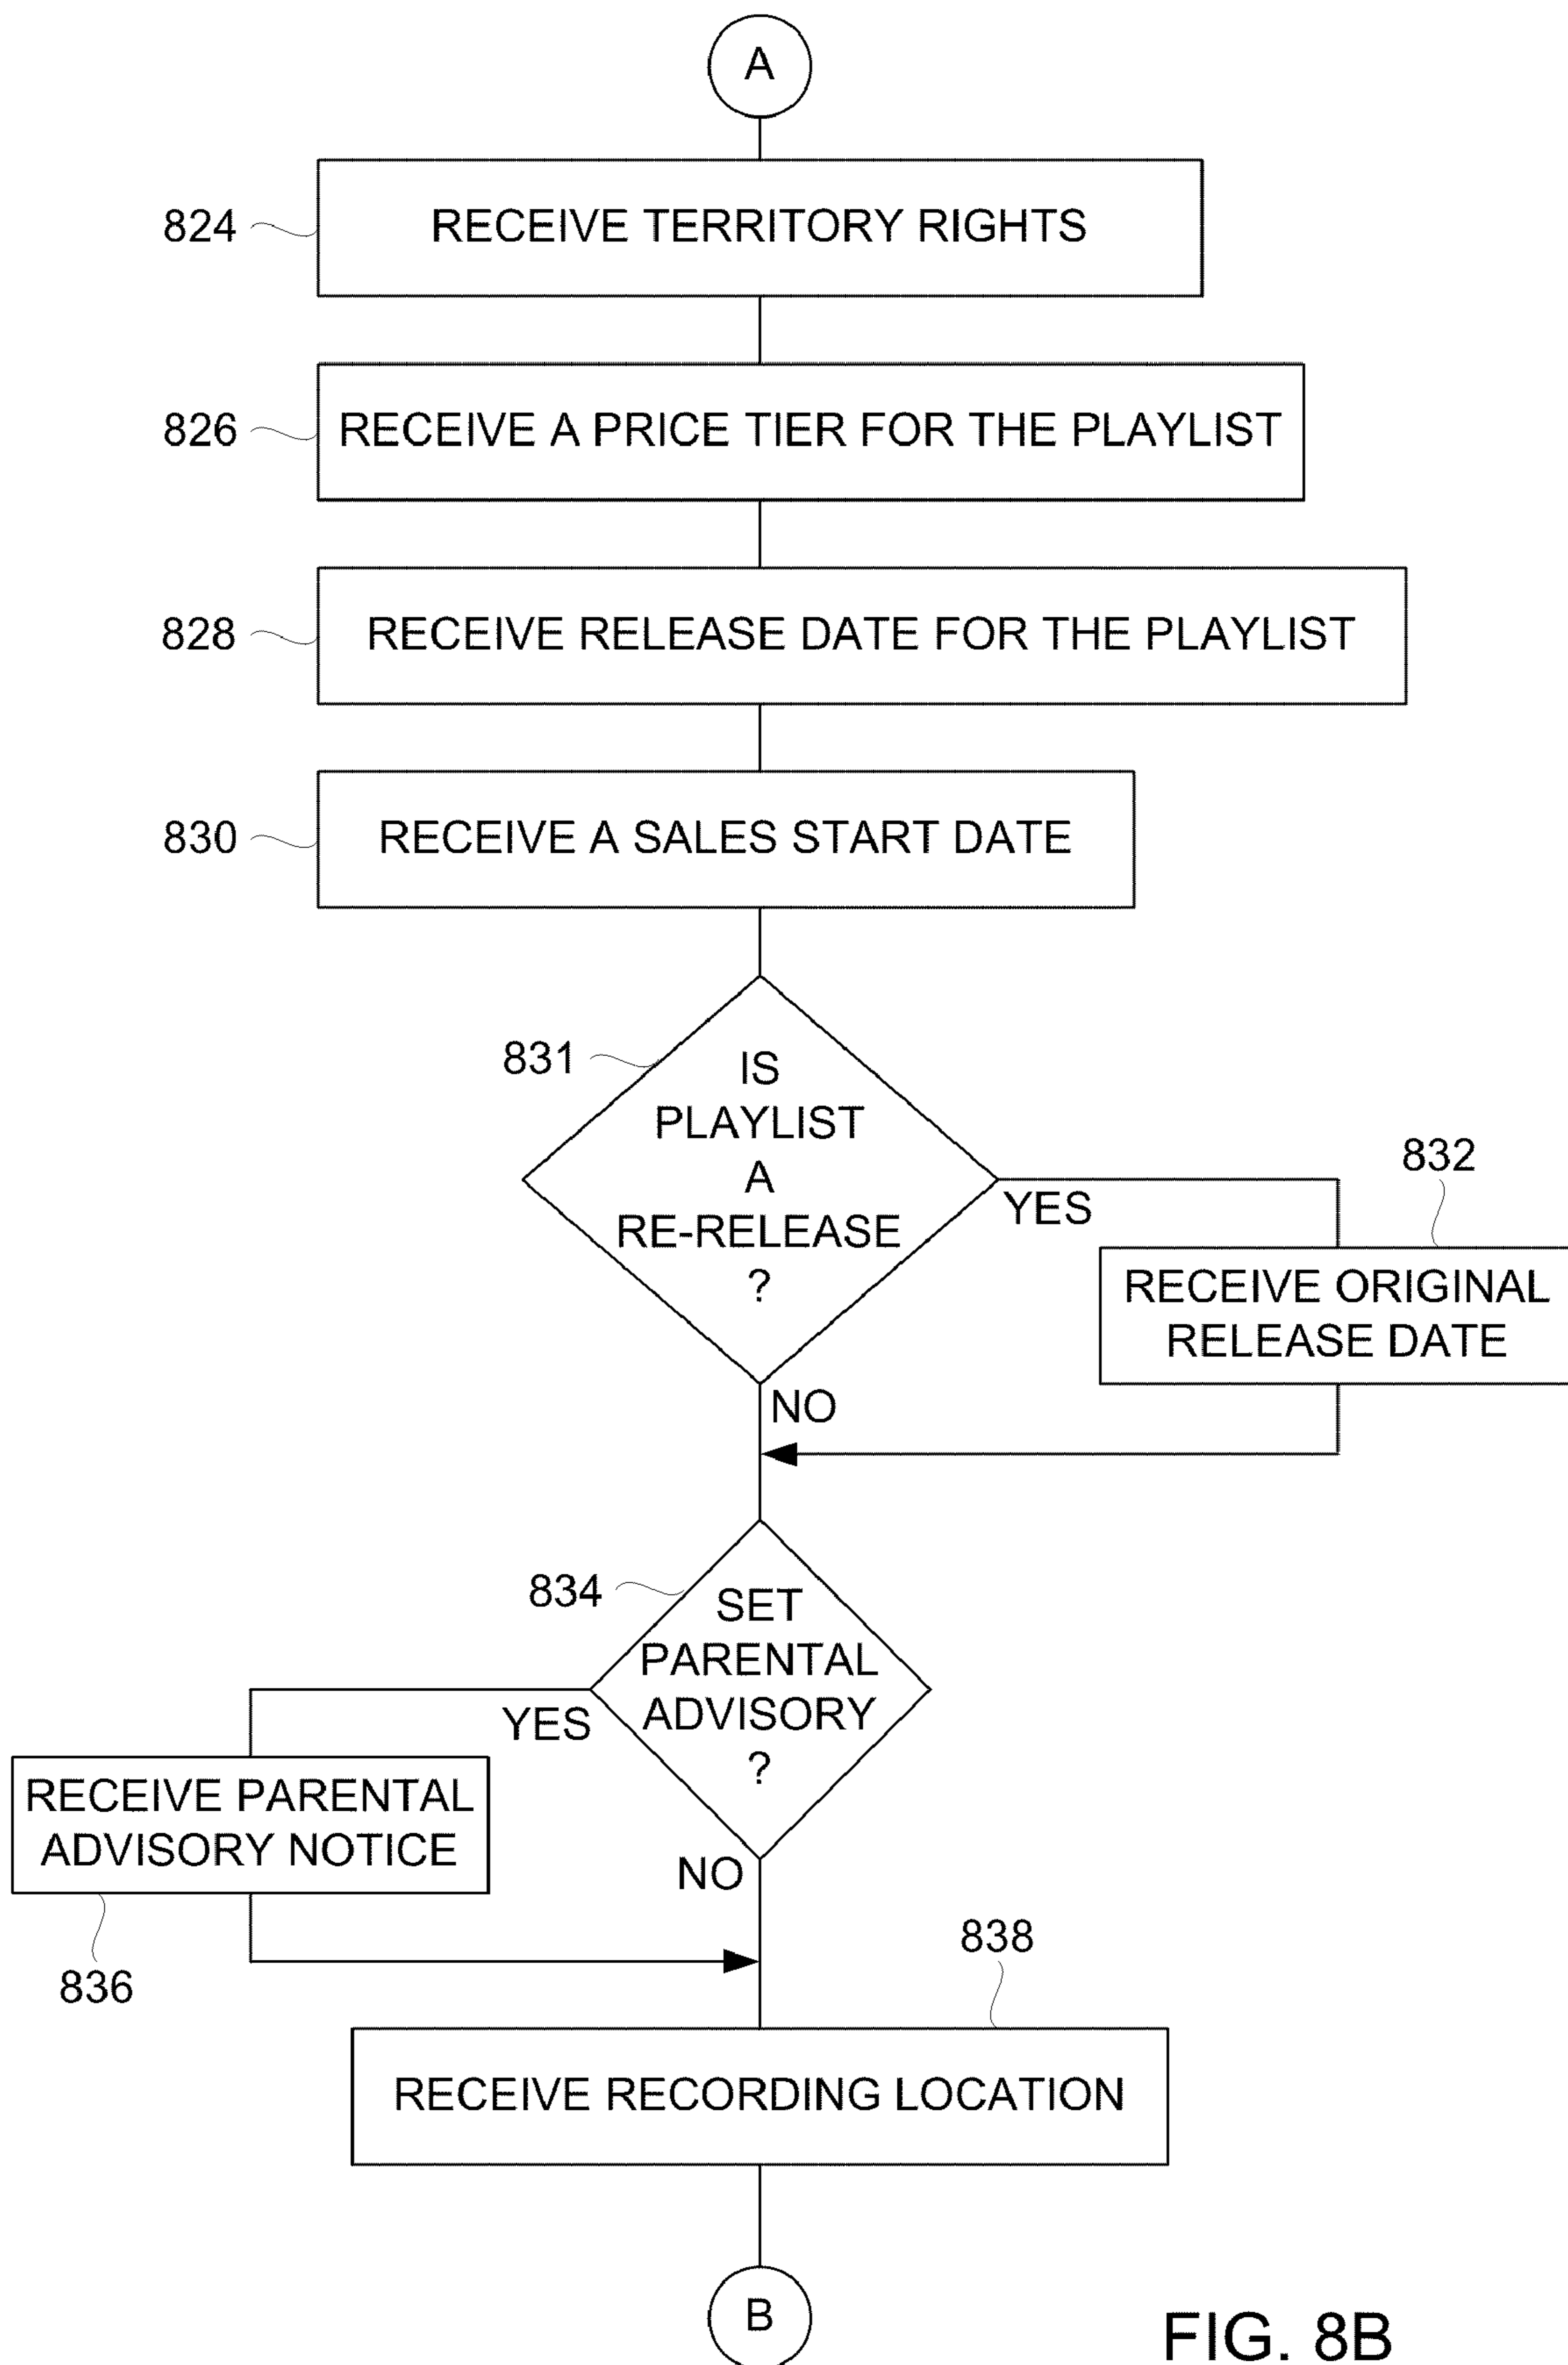 A
824
RECEIVE TERRITORY RIGHTS
826
RECEIVE A PRICE TIER FOR THE PLAYLIST
828
RECEIVE RELEASE DATE FOR THE PLAYLIST
830
RECEIVE A SALES START DATE
831
IS
PLAYLIST
A
RE-RELEASE
?
YES
832
RECEIVE ORIGINAL
RELEASE DATE
NO
834
SET
PARENTAL
ADVISORY
?
YES
RECEIVE PARENTAL
ADVISORY NOTICE
836
NO
838
RECEIVE RECORDING LOCATION
B
FIG. 8B